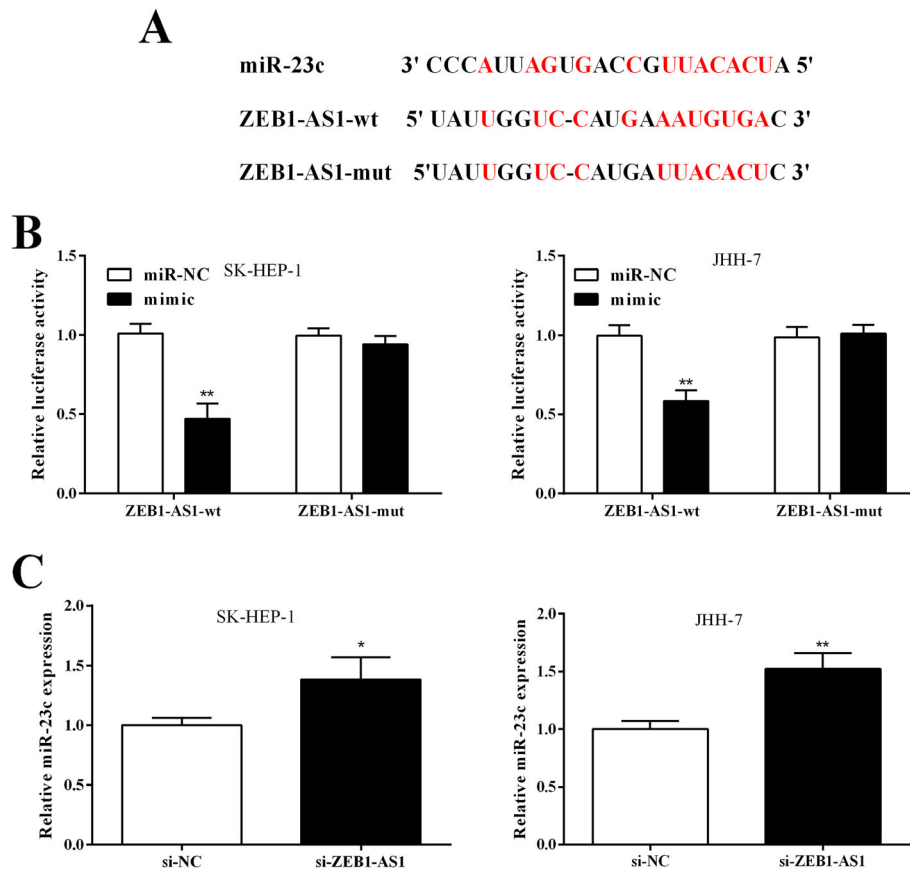 A
miR-23c 3' CCCAUUAGUGACCGUUACACUA 5'
ZEB1-AS1-wt 5' UAUUGGUCC-CAUGAAAUGUGAC 3'
ZEB1-AS1-mut 5'UAUUGGUCC-CAUGAUUACACUC 3'
B
SK-HEP-1
miR-NC
mimic
Relative luciferase activity
1.5
1.0
0.5
0.0
**
ZEB1-AS1-wt
ZEB1-AS1-mut
JHH-7
miR-NC
mimic
Relative luciferase activity
1.5
1.0
0.5
0.0
**
ZEB1-AS1-wt
ZEB1-AS1-mut
C
SK-HEP-1
Relative miR-23c expression
2.0
1.5
1.0
0.5
0.0
*
si-NC
si-ZEB1-AS1
JHH-7
Relative miR-23c expression
2.0
1.5
1.0
0.5
0.0
**
si-NC
si-ZEB1-AS1